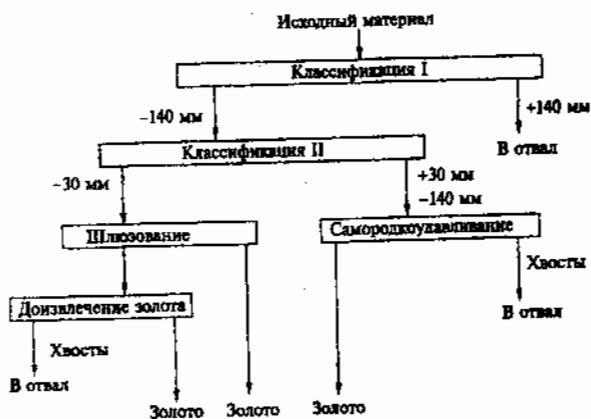 Исходный материал
Классификация I
−140 мм
+140 мм
В отвал
Классификация II
−30 мм
+30 мм
−140 мм
Шлюзование
Самородкоулавливание
Хвосты
В отвал
Доизвлечение золота
Хвосты
В отвал
Золото
Золото
Золото